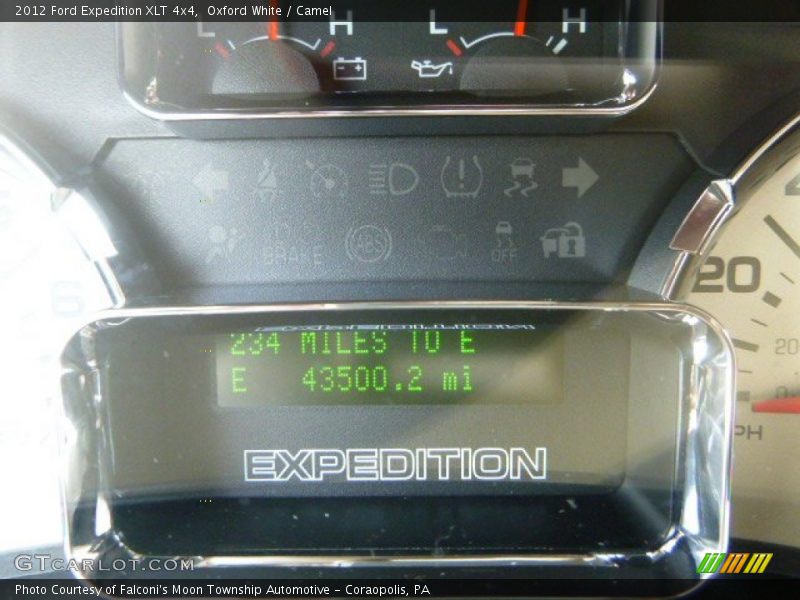 2012 Ford Expedition XLT 4x4, Oxford White / Camel
L H L H
BRAKE ABS OFF
20
234 MILES TO E
E 43500.2 mi
EXPEDITION
GTCARLOT.COM
Photo Courtesy of Falconi's Moon Township Automotive - Coraopolis, PA